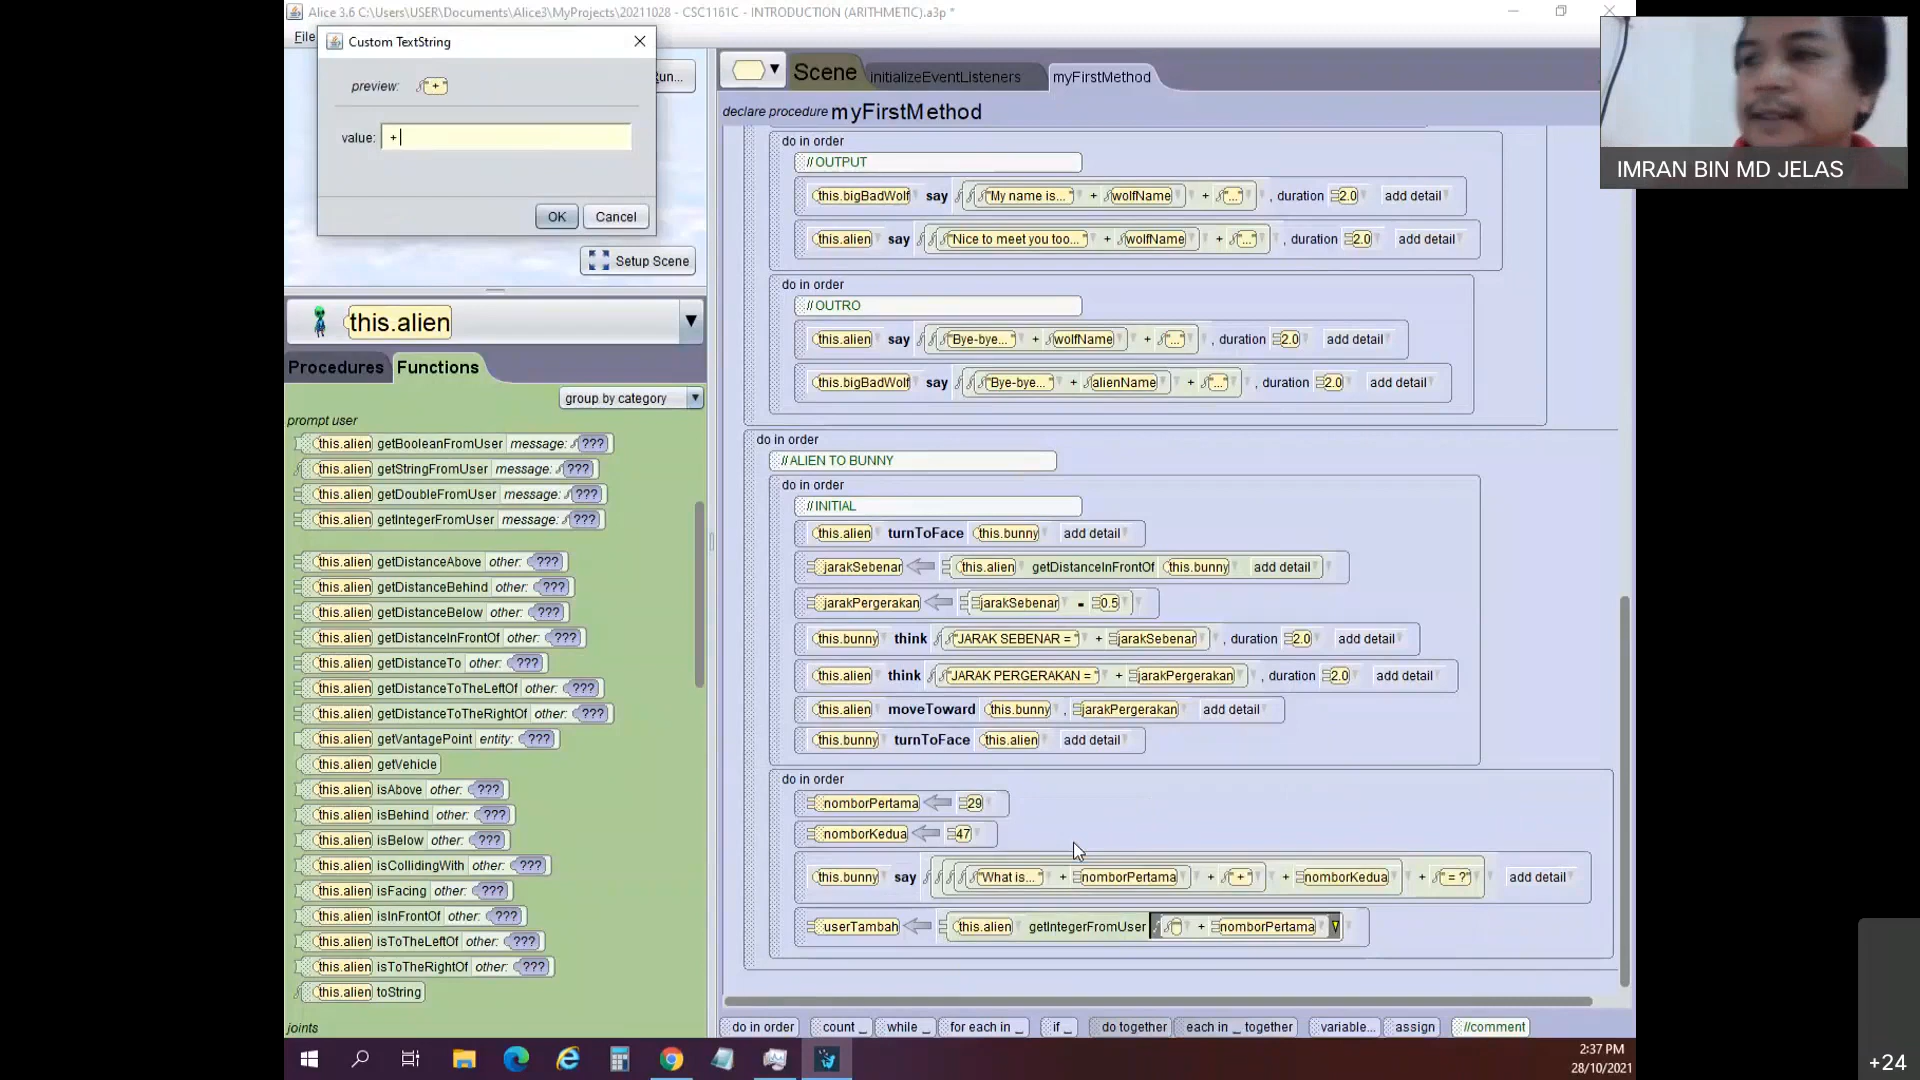 Alice 3.6 C:\Users\USER\Documents\Alice3\MyProjects\20211028 - CSC1161C - INTRODUCTION (ARITHMETIC).a3p *
File
Custom TextString
preview: " + "
value: +
OK Cancel
un...
Setup Scene
this.alien
Procedures Functions
group by category
prompt user
this.alien getBooleanFromUser message: ???
this.alien getStringFromUser message: ???
this.alien getDoubleFromUser message: ???
this.alien getIntegerFromUser message: ???
this.alien getDistanceAbove other: ???
this.alien getDistanceBehind other: ???
this.alien getDistanceBelow other: ???
this.alien getDistanceInFrontOf other: ???
this.alien getDistanceTo other: ???
this.alien getDistanceToTheLeftOf other: ???
this.alien getDistanceToTheRightOf other: ???
this.alien getVantagePoint entity: ???
this.alien getVehicle
this.alien isAbove other: ???
this.alien isBehind other: ???
this.alien isBelow other: ???
this.alien isCollidingWith other: ???
this.alien isFacing other: ???
this.alien isInFrontOf other: ???
this.alien isToTheLeftOf other: ???
this.alien isToTheRightOf other: ???
this.alien toString
joints
Scene initializeEventListeners myFirstMethod
declare procedure myFirstMethod
do in order
//OUTPUT
this.bigBadWolf say "My name is..." + wolfName + "..." , duration 2.0 add detail
this.alien say "Nice to meet you too... " + wolfName + "..." , duration 2.0 add detail
do in order
//OUTRO
this.alien say "Bye-bye... " + wolfName + "..." , duration 2.0 add detail
this.bigBadWolf say "Bye-bye..." + alienName + "..." , duration 2.0 add detail
do in order
//ALIEN TO BUNNY
do in order
//INITIAL
this.alien turnToFace this.bunny add detail
jarakSebenar this.alien getDistanceInFrontOf this.bunny add detail
jarakPergerakan jarakSebenar - 0.5
this.bunny think "JARAK SEBENAR = " + jarakSebenar , duration 2.0 add detail
this.alien think "JARAK PERGERAKAN = " + jarakPergerakan , duration 2.0 add detail
this.alien moveToward this.bunny , jarakPergerakan add detail
this.bunny turnToFace this.alien add detail
do in order
nomborPertama 29
nomborKedua 47
this.bunny say "What is..." + nomborPertama + " + " + nomborKedua + " = ?" add detail
userTambah this.alien getIntegerFromUser + nomborPertama
do in order count _ while _ for each in _ if _ do together each in _ together variable... assign //comment
2:37 PM
28/10/2021
IMRAN BIN MD JELAS
+24